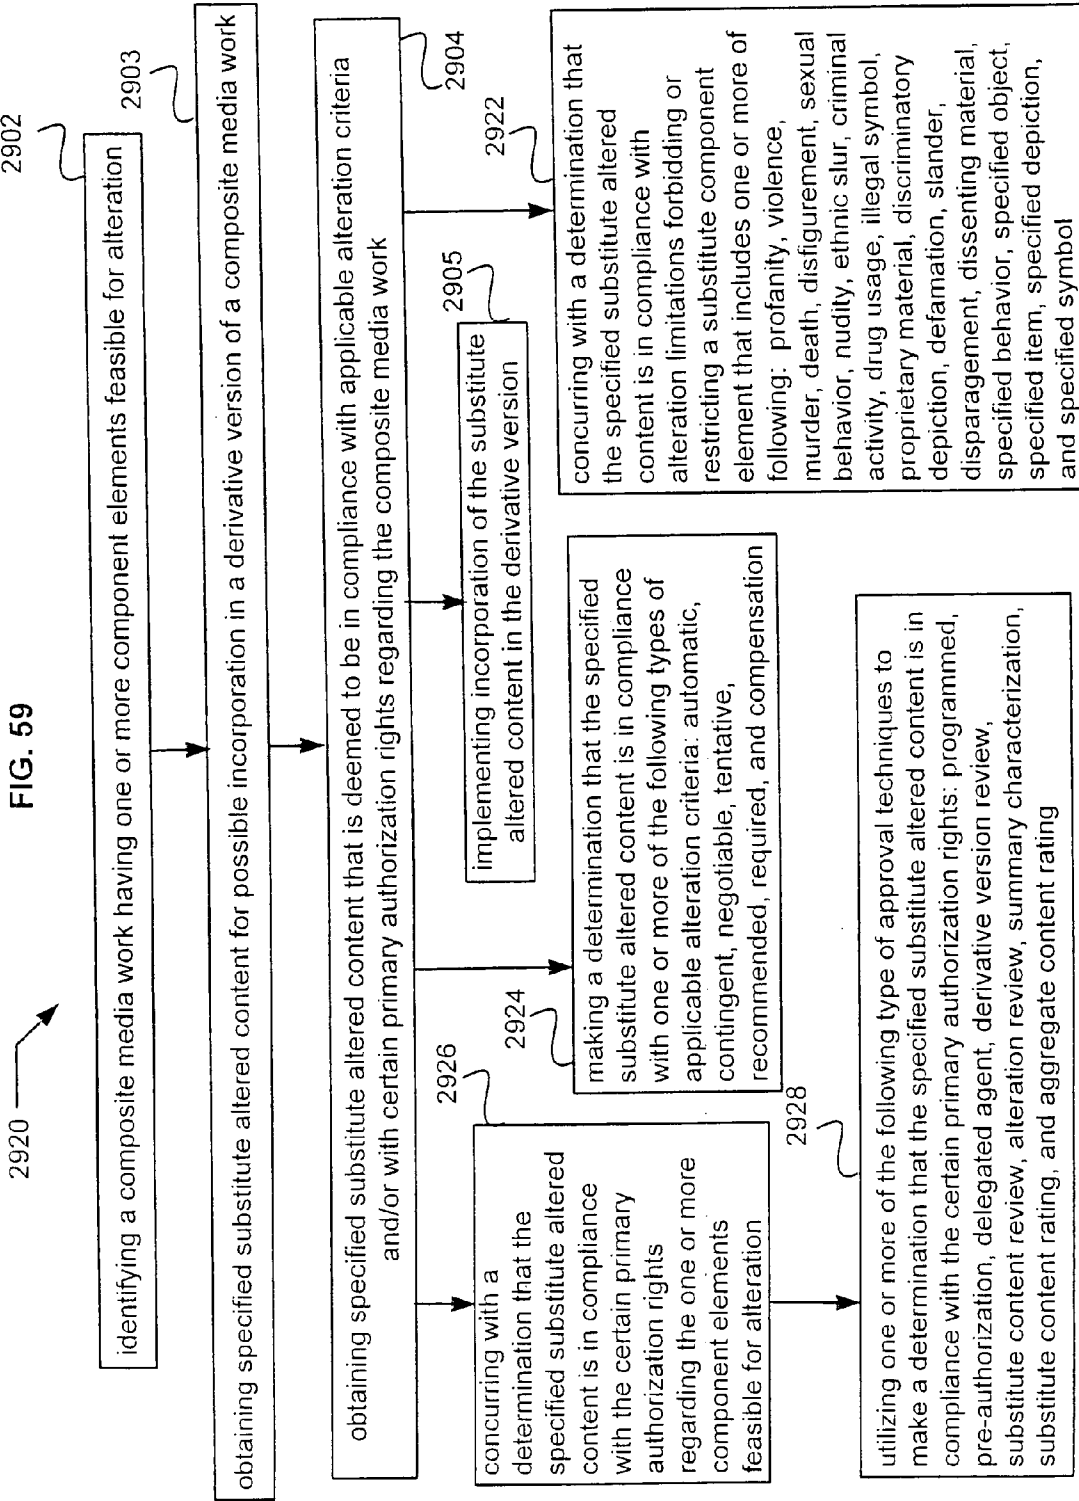 FIG. 59
2920
2902
identifying a composite media work having one or more component elements feasible for alteration
2903
obtaining specified substitute altered content for possible incorporation in a derivative version of a composite media work
2904
obtaining specified substitute altered content that is deemed to be in compliance with applicable alteration criteria
and/or with certain primary authorization rights regarding the composite media work
2926
concurring with a
determination that the
specified substitute altered
content is in compliance
with the certain primary
authorization rights
regarding the one or more
component elements
feasible for alteration
2924
making a determination that the specified
substitute altered content is in compliance
with one or more of the following types of
applicable alteration criteria: automatic,
contingent, negotiable, tentative,
recommended, required, and compensation
2905
implementing incorporation of the substitute
altered content in the derivative version
2922
concurring with a determination that
the specified substitute altered
content is in compliance with
alteration limitations forbidding or
restricting a substitute component
element that includes one or more of
following: profanity, violence,
murder, death, disfigurement, sexual
behavior, nudity, ethnic slur, criminal
activity, drug usage, illegal symbol,
proprietary material, discriminatory
depiction, defamation, slander,
disparagement, dissenting material,
specified behavior, specified object,
specified item, specified depiction,
and specified symbol
2928
utilizing one or more of the following type of approval techniques to
make a determination that the specified substitute altered content is in
compliance with the certain primary authorization rights: programmed,
pre-authorization, delegated agent, derivative version review,
substitute content review, alteration review, summary characterization,
substitute content rating, and aggregate content rating